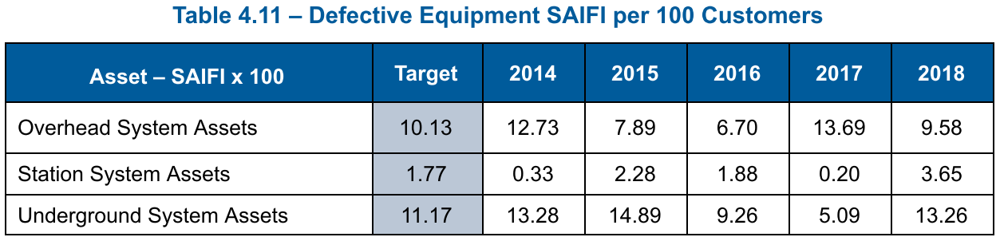 Table 4.11 – Defective Equipment SAIFI per 100 Customers
Asset – SAIFI x 100 Target 2014 2015 2016 2017 2018
Overhead System Assets 10.13 12.73 7.89 6.70 13.69 9.58
Station System Assets 1.77 0.33 2.28 1.88 0.20 3.65
Underground System Assets 11.17 13.28 14.89 9.26 5.09 13.26